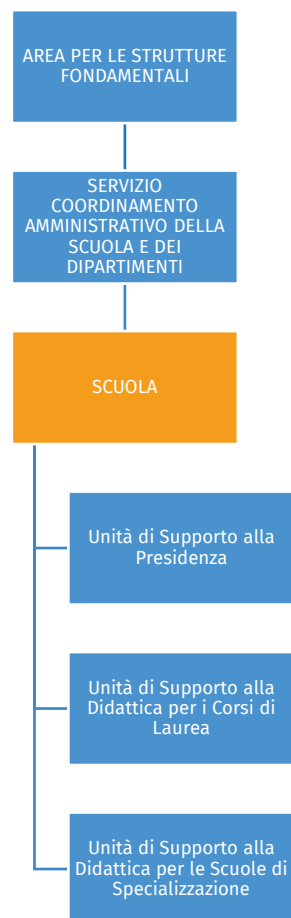 AREA PER LE STRUTTURE
FONDAMENTALI
SERVIZIO
COORDINAMENTO
AMMINISTRATIVO DELLA
SCUOLA E DEI
DIPARTIMENTI
SCUOLA
Unità di Supporto alla
Presidenza
Unità di Supporto alla
Didattica per i Corsi di
Laurea
Unità di Supporto alla
Didattica per le Scuole di
Specializzazione